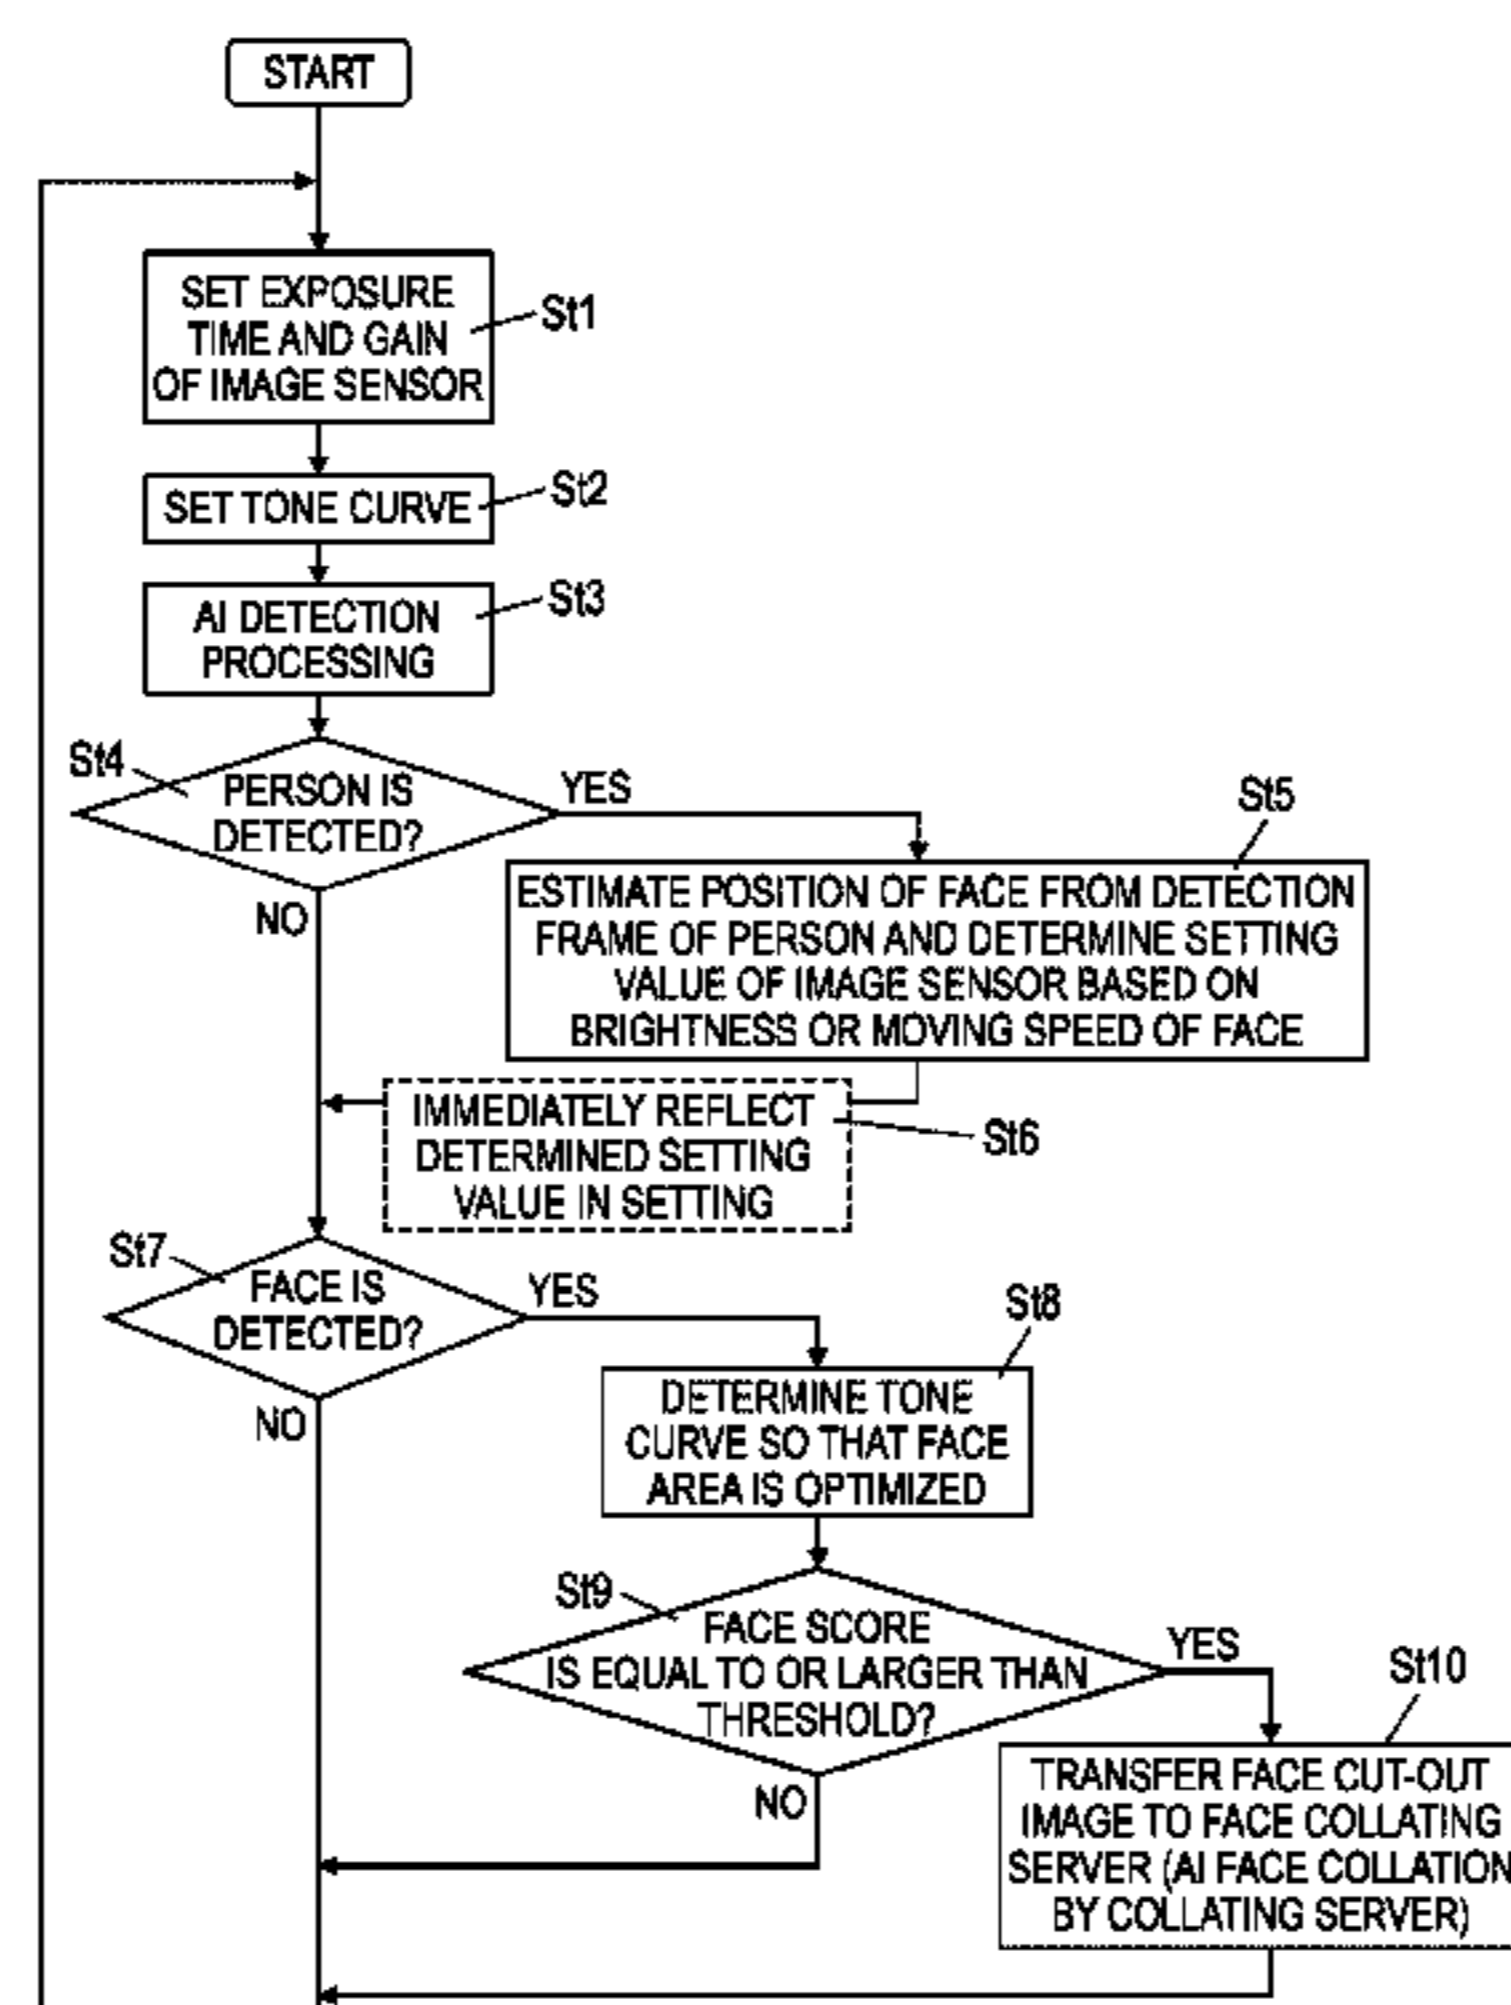 START
SET EXPOSURE
TIME AND GAIN
OF IMAGE SENSOR
St1
SET TONE CURVE
St2
AI DETECTION
PROCESSING
St3
St4
PERSON IS
DETECTED?
YES
NO
St5
ESTIMATE POSITION OF FACE FROM DETECTION
FRAME OF PERSON AND DETERMINE SETTING
VALUE OF IMAGE SENSOR BASED ON
BRIGHTNESS OR MOVING SPEED OF FACE
IMMEDIATELY REFLECT
DETERMINED SETTING
VALUE IN SETTING
St6
St7
FACE IS
DETECTED?
YES
NO
St8
DETERMINE TONE
CURVE SO THAT FACE
AREA IS OPTIMIZED
St9
FACE SCORE
IS EQUAL TO OR LARGER THAN
THRESHOLD?
YES
NO
St10
TRANSFER FACE CUT-OUT
IMAGE TO FACE COLLATING
SERVER (AI FACE COLLATION
BY COLLATING SERVER)